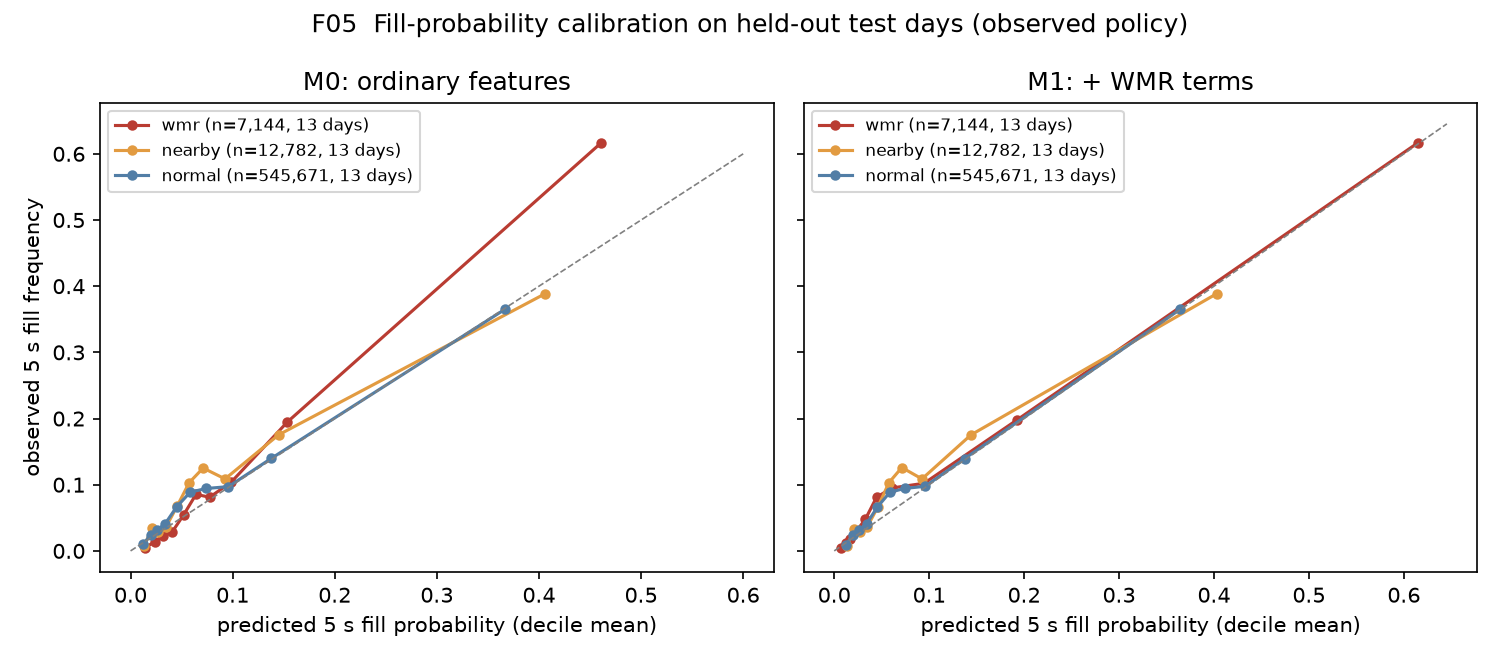 F05  Fill-probability calibration on held-out test days (observed policy)
M0: ordinary features
wmr (n=7,144, 13 days)
nearby (n=12,782, 13 days)
normal (n=545,671, 13 days)
observed 5 s fill frequency
0.6
0.5
0.4
0.3
0.2
0.1
0.0
0.0 0.1 0.2 0.3 0.4 0.5 0.6
predicted 5 s fill probability (decile mean)
M1: + WMR terms
wmr (n=7,144, 13 days)
nearby (n=12,782, 13 days)
normal (n=545,671, 13 days)
0.0 0.1 0.2 0.3 0.4 0.5 0.6
predicted 5 s fill probability (decile mean)